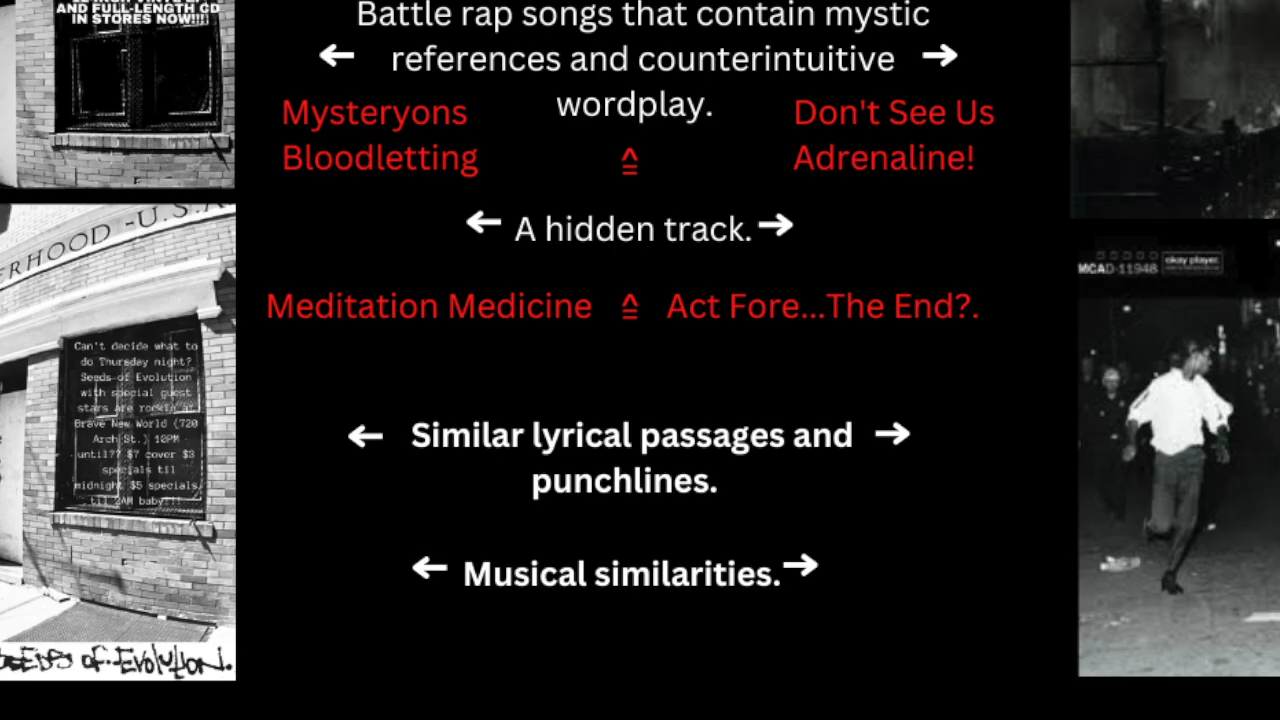 AND FULL-LENGTH CD
IN STORES NOW!!!!
ERHOOD -U.S.A
Can't decide what to
do Thursday night?
Seeds of Evolution
with special guest
stars are rockin at
Brave New World (720
Arch St.) 10PM
until?? $7 cover $3
specials til
midnight $5 specials
til 2AM baby!!!
SEEDS OF EVOLUTION.
Battle rap songs that contain mystic
← references and counterintuitive →
wordplay.
Mysteryons
Bloodletting
≙
Don't See Us
Adrenaline!
← A hidden track. →
Meditation Medicine ≙ Act Fore...The End?.
← Similar lyrical passages and →
punchlines.
← Musical similarities. →
MCAD-11948
okay player.